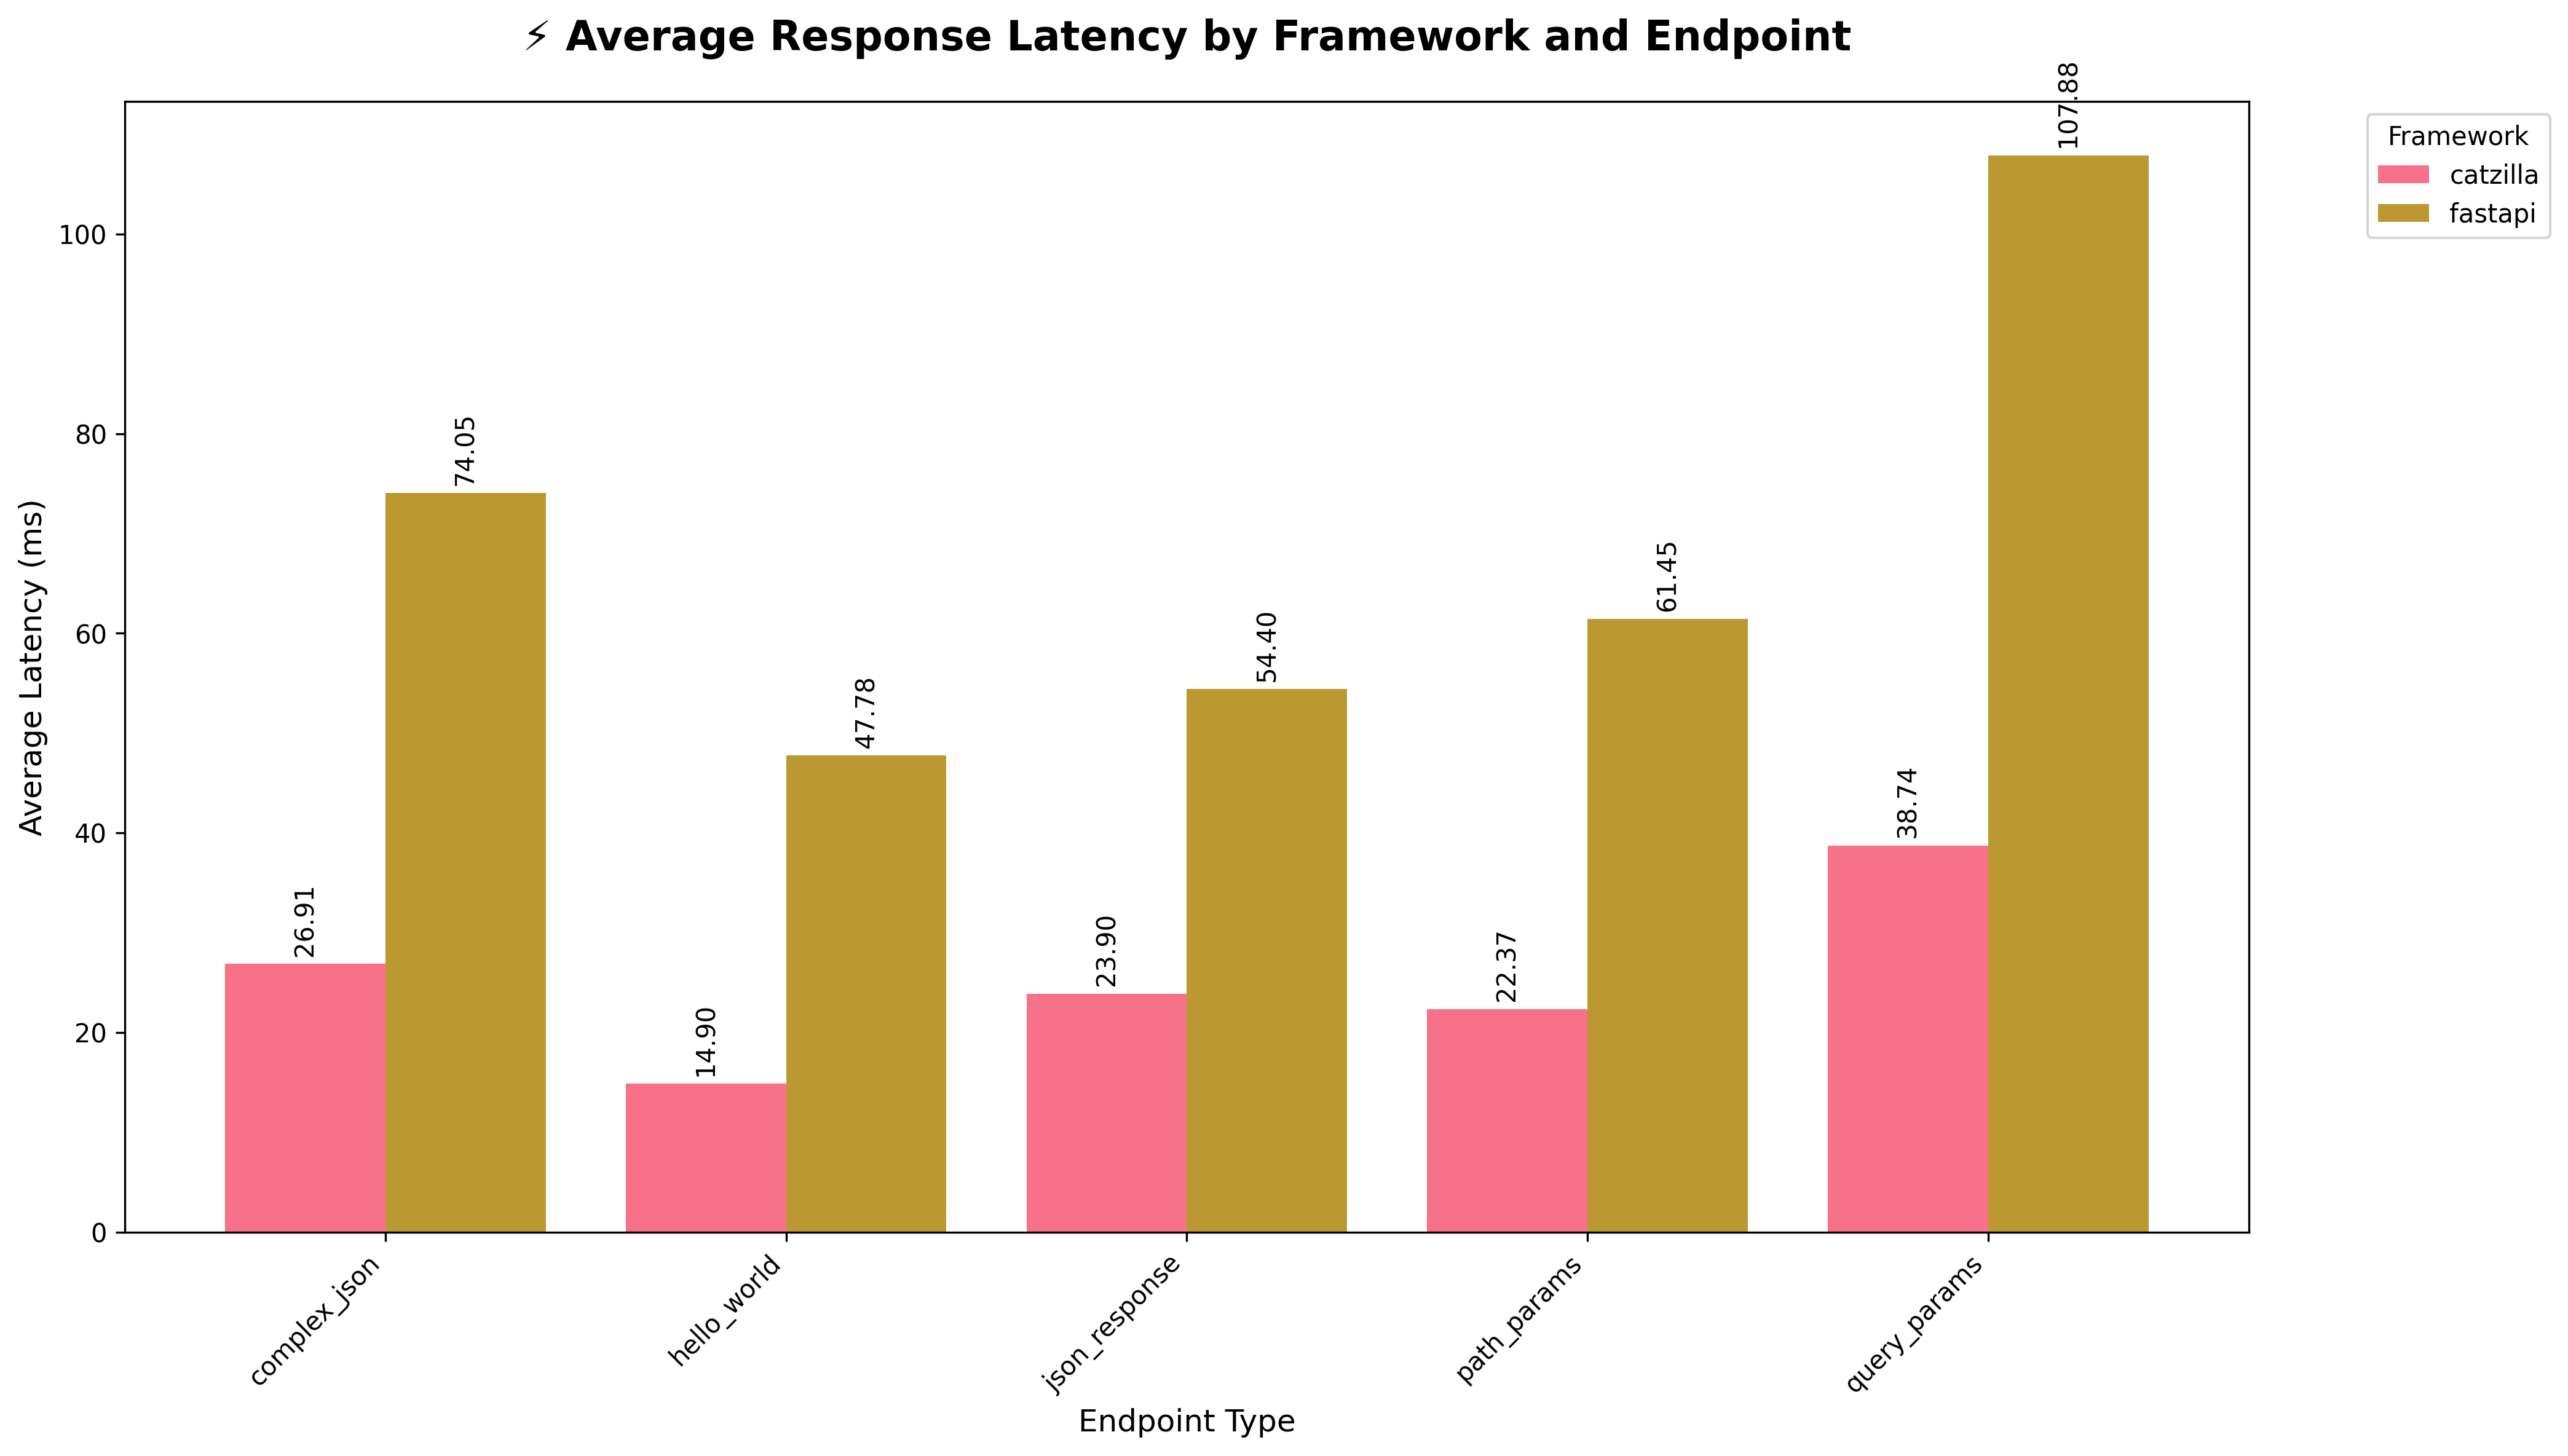 ⚡ Average Response Latency by Framework and Endpoint
Framework
catzilla
fastapi
Average Latency (ms)
100
80
60
40
20
0
26.91
74.05
14.90
47.78
23.90
54.40
22.37
61.45
38.74
107.88
complex_json
hello_world
json_response
path_params
query_params
Endpoint Type